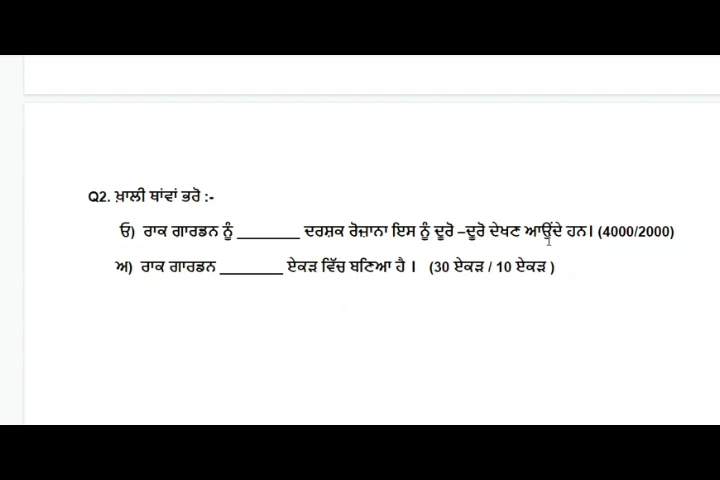 Q2. ਖ਼ਾਲੀ ਥਾਂਵਾਂ ਭਰੋ :-
ੳ) ਰਾਕ ਗਾਰਡਨ ਨੂੰ ________ ਦਰਸ਼ਕ ਰੋਜ਼ਾਨਾ ਇਸ ਨੂੰ ਦੂਰੋ –ਦੂਰੋ ਦੇਖਣ ਆਉਂਦੇ ਹਨ। (4000/2000)
ਅ) ਰਾਕ ਗਾਰਡਨ ________ ਏਕੜ ਵਿੱਚ ਬਣਿਆ ਹੈ । (30 ਏਕੜ / 10 ਏਕੜ )